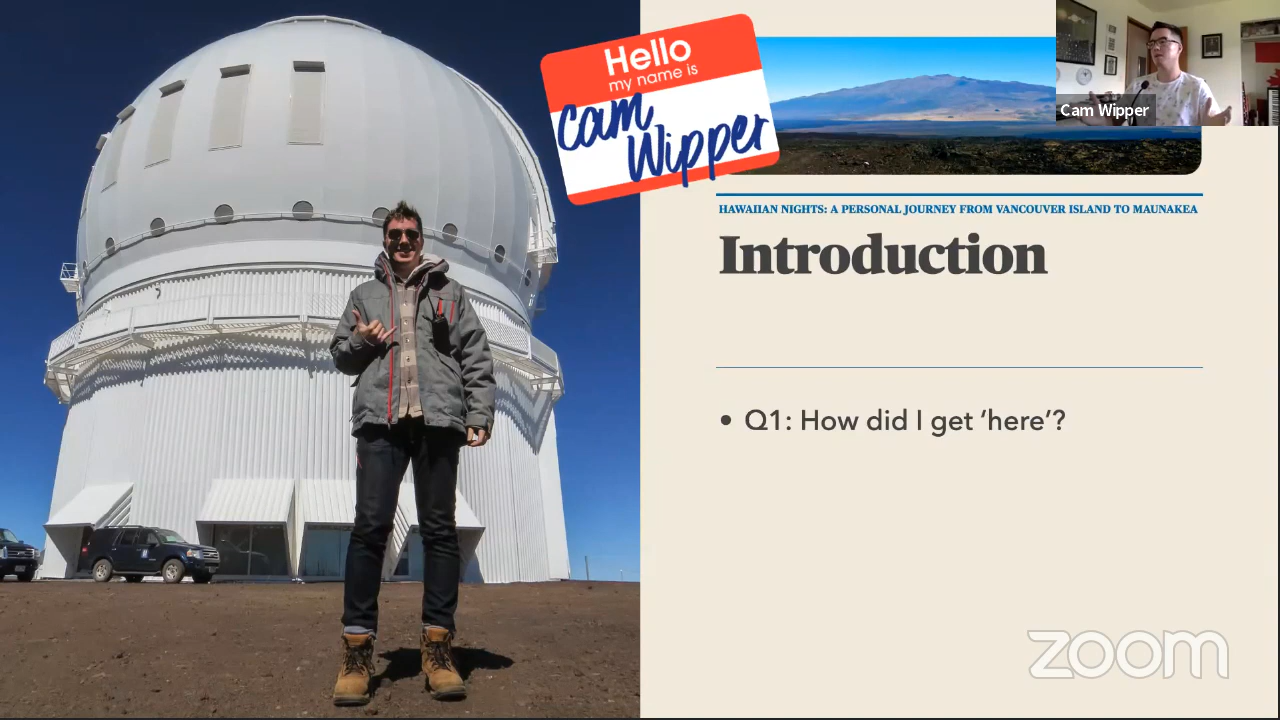 Hello
my name is
Cam
Wipper
Cam Wipper
HAWAIIAN NIGHTS: A PERSONAL JOURNEY FROM VANCOUVER ISLAND TO MAUNAKEA
Introduction
• Q1: How did I get ‘here’?
zoom